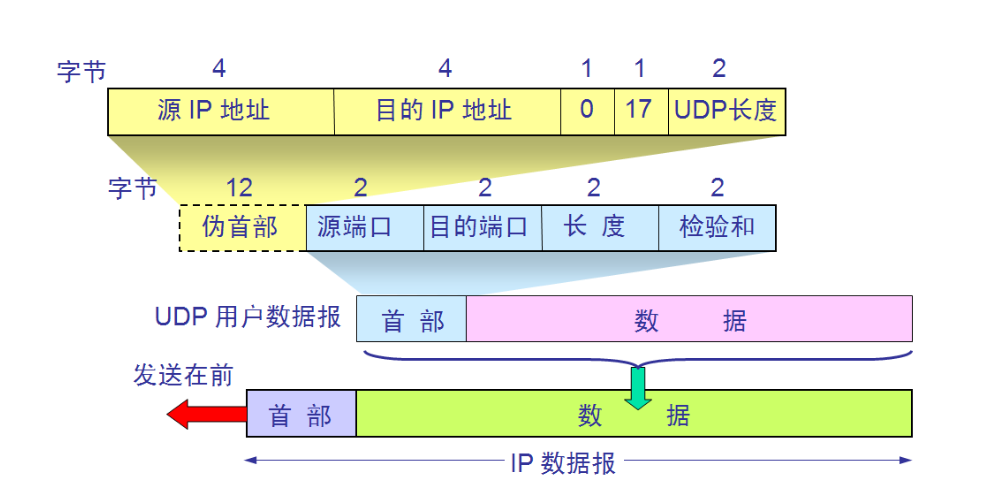 字节 4 4 1 1 2
源 IP 地址 目的 IP 地址 0 17 UDP长度
字节 12 2 2 2 2
伪首部 源端口 目的端口 长 度 检验和
UDP 用户数据报 首 部 数 据
发送在前
首 部 数 据
IP 数据报